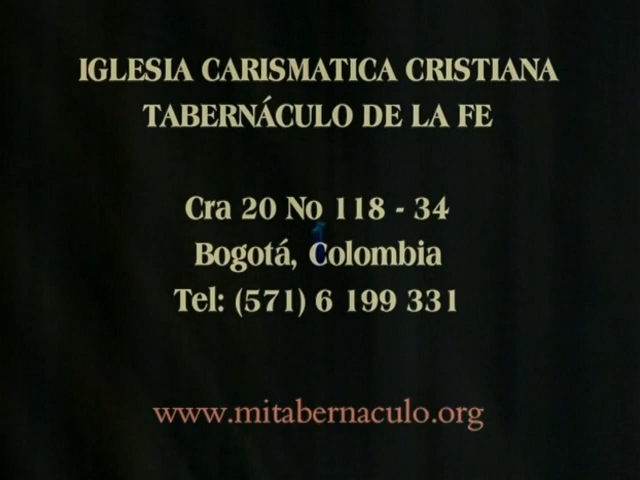 IGLESIA CARISMATICA CRISTIANA
TABERNÁCULO DE LA FE
Cra 20 No 118 - 34
Bogotá, Colombia
Tel: (571) 6 199 331
www.mitabernaculo.org